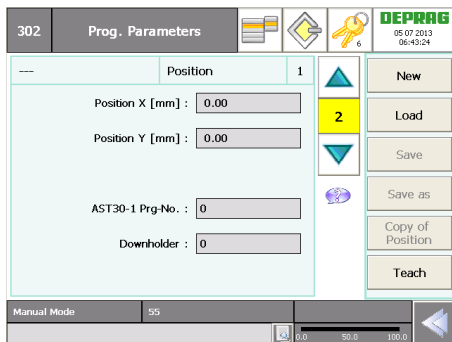 302
Prog. Parameters
6
DEPRAG
05 07 2013
06:43:24
---
Position
1
Position X [mm] : 0.00
Position Y [mm] : 0.00
AST30-1 Prg-No. : 0
Downholder : 0
2
New
Load
Save
Save as
Copy of
Position
Teach
Manual Mode
55
0.0 50.0 100.0